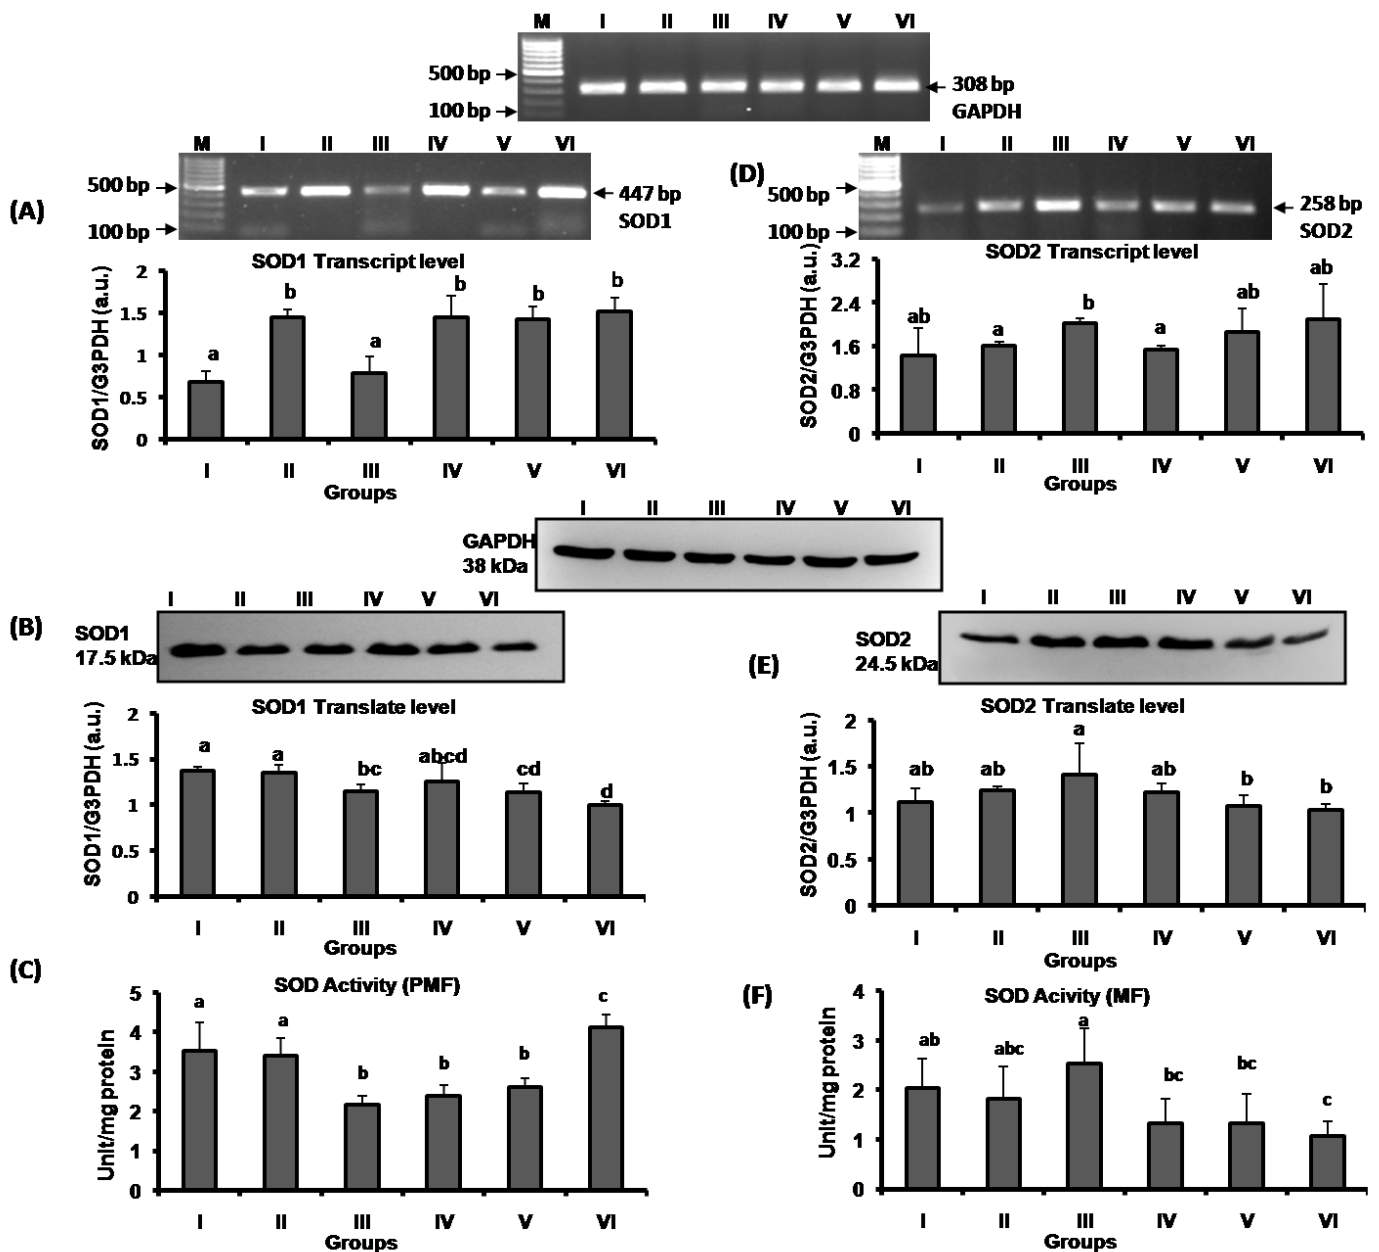 M I II III IV V VI
500 bp
100 bp
308 bp
GAPDH
(A)
M I II III IV V VI
500 bp
100 bp
447 bp
SOD1
SOD1 Transcript level
SOD1/G3PDH (a.u.)
2
1.5
1
0.5
0
a b a b b b
I II III IV V VI
Groups
(D)
M I II III IV V VI
500 bp
100 bp
258 bp
SOD2
SOD2 Transcript level
SOD2/G3PDH (a.u.)
3.2
2.4
1.6
0.8
0
ab a b a ab ab
I II III IV V VI
Groups
I II III IV V VI
GAPDH
38 kDa
(B)
I II III IV V VI
SOD1
17.5 kDa
SOD1 Translate level
SOD1/G3PDH (a.u.)
2
1.5
1
0.5
0
a a bc abcd cd d
I II III IV V VI
Groups
(E)
I II III IV V VI
SOD2
24.5 kDa
SOD2 Translate level
SOD2/G3PDH (a.u.)
2
1.5
1
0.5
0
ab ab a ab b b
I II III IV V VI
Groups
(C)
SOD Activity (PMF)
Unit/mg protein
5
4
3
2
1
0
a a b b b c
I II III IV V VI
Groups
(F)
SOD Acivity (MF)
Unit/mg protein
4
3
2
1
0
ab abc a bc bc c
I II III IV V VI
Groups